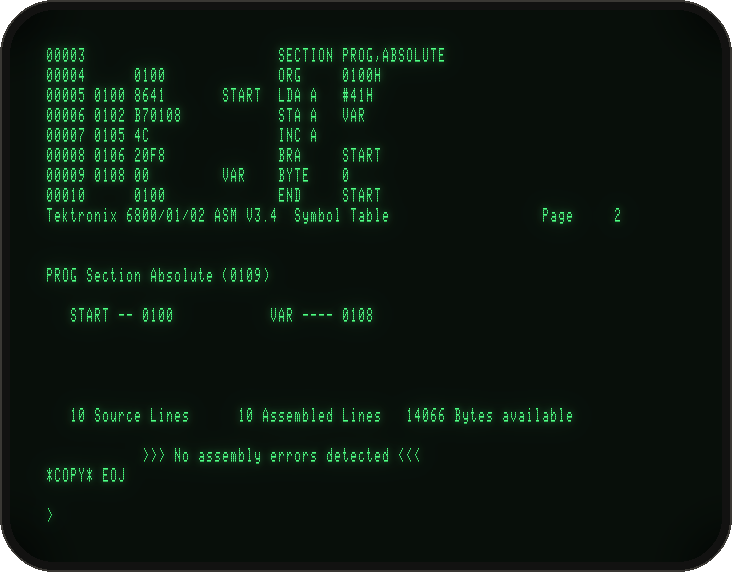 00003                        SECTION PROG,ABSOLUTE
00004      0100              ORG     0100H
00005 0100 8641       START  LDA A   #41H
00006 0102 B70108            STA A   VAR
00007 0105 4C                INC A
00008 0106 20F8              BRA     START
00009 0108 00         VAR    BYTE    0
00010      0100              END     START
Tektronix 6800/01/02 ASM V3.4  Symbol Table                   Page     2
PROG Section Absolute (0109)
   START -- 0100            VAR ---- 0108
   10 Source Lines      10 Assembled Lines   14066 Bytes available
            >>> No assembly errors detected <<<
*COPY* EOJ
>